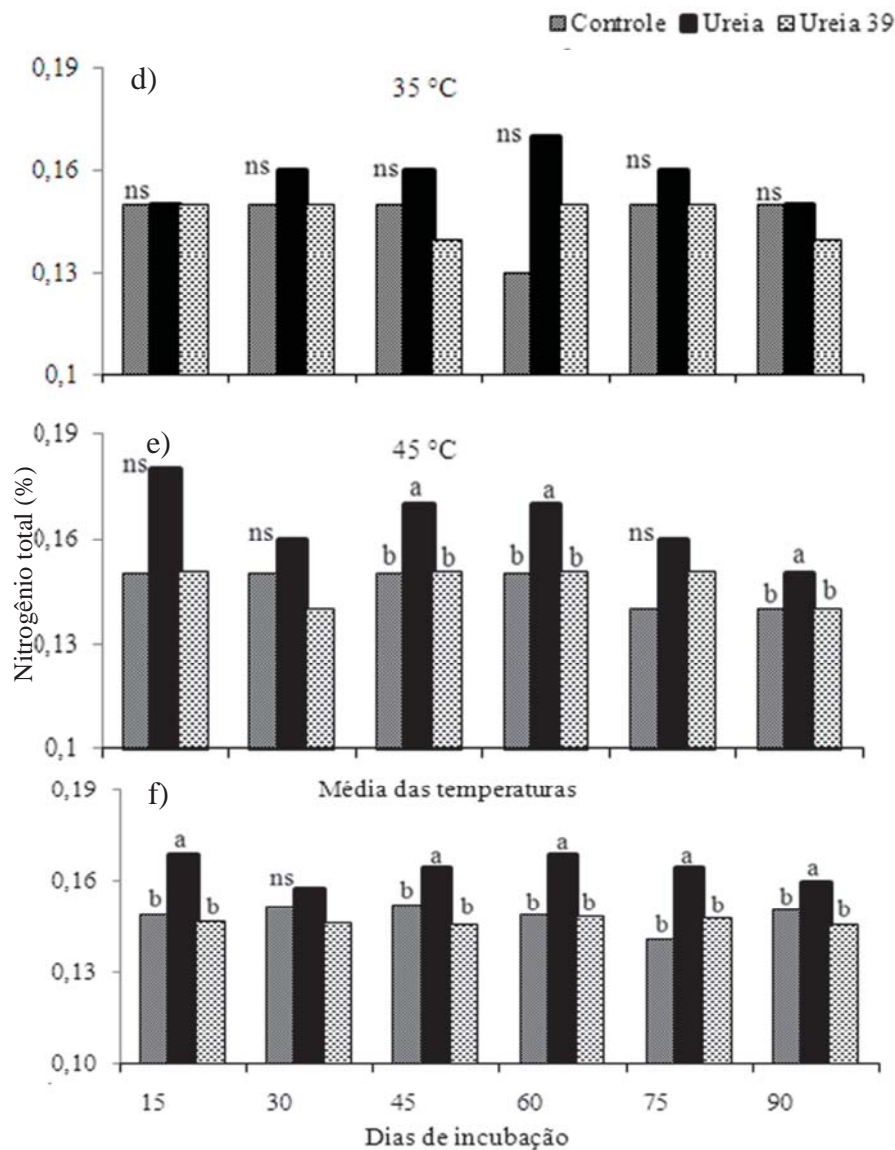 Controle Ureia Ureia 39
d) 35 °C
0,19
0,16
0,13
0,1
ns ns ns ns ns ns
e) 45 °C
0,19
0,16
0,13
0,1
ns ns a a ns a
b b b b b b
Nitrogênio total (%)
f) Média das temperaturas
0,19
0,16
0,13
0,10
a ns a a a a
b b b b b b b b b b
15 30 45 60 75 90
Dias de incubação